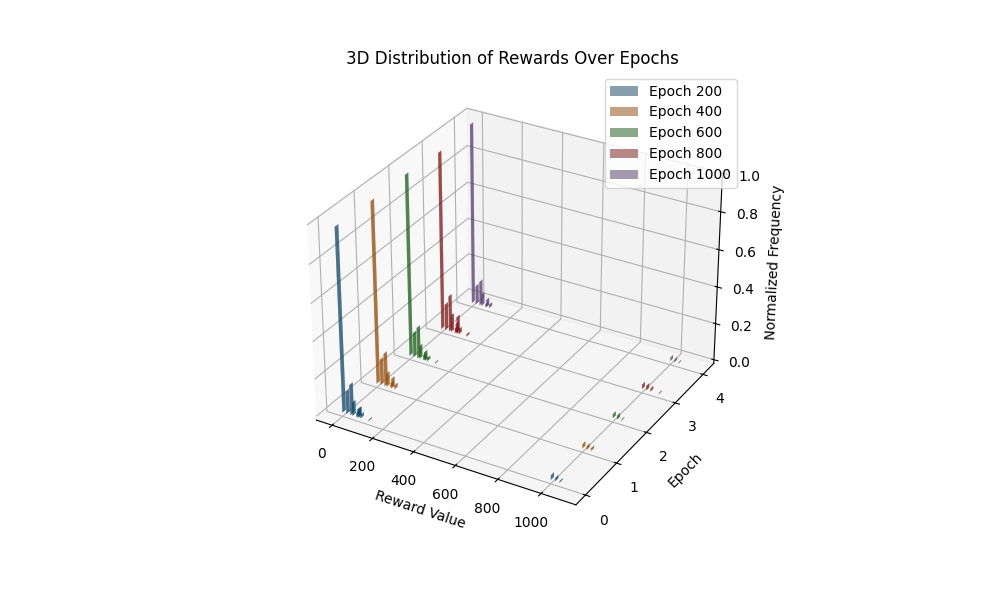 3D Distribution of Rewards Over Epochs
Epoch 200
Epoch 400
Epoch 600
Epoch 800
Epoch 1000
1.0
0.8
0.6
0.4
0.2
0.0
Normalized Frequency
4
3
2
1
0
Epoch
0
200
400
600
800
1000
Reward Value